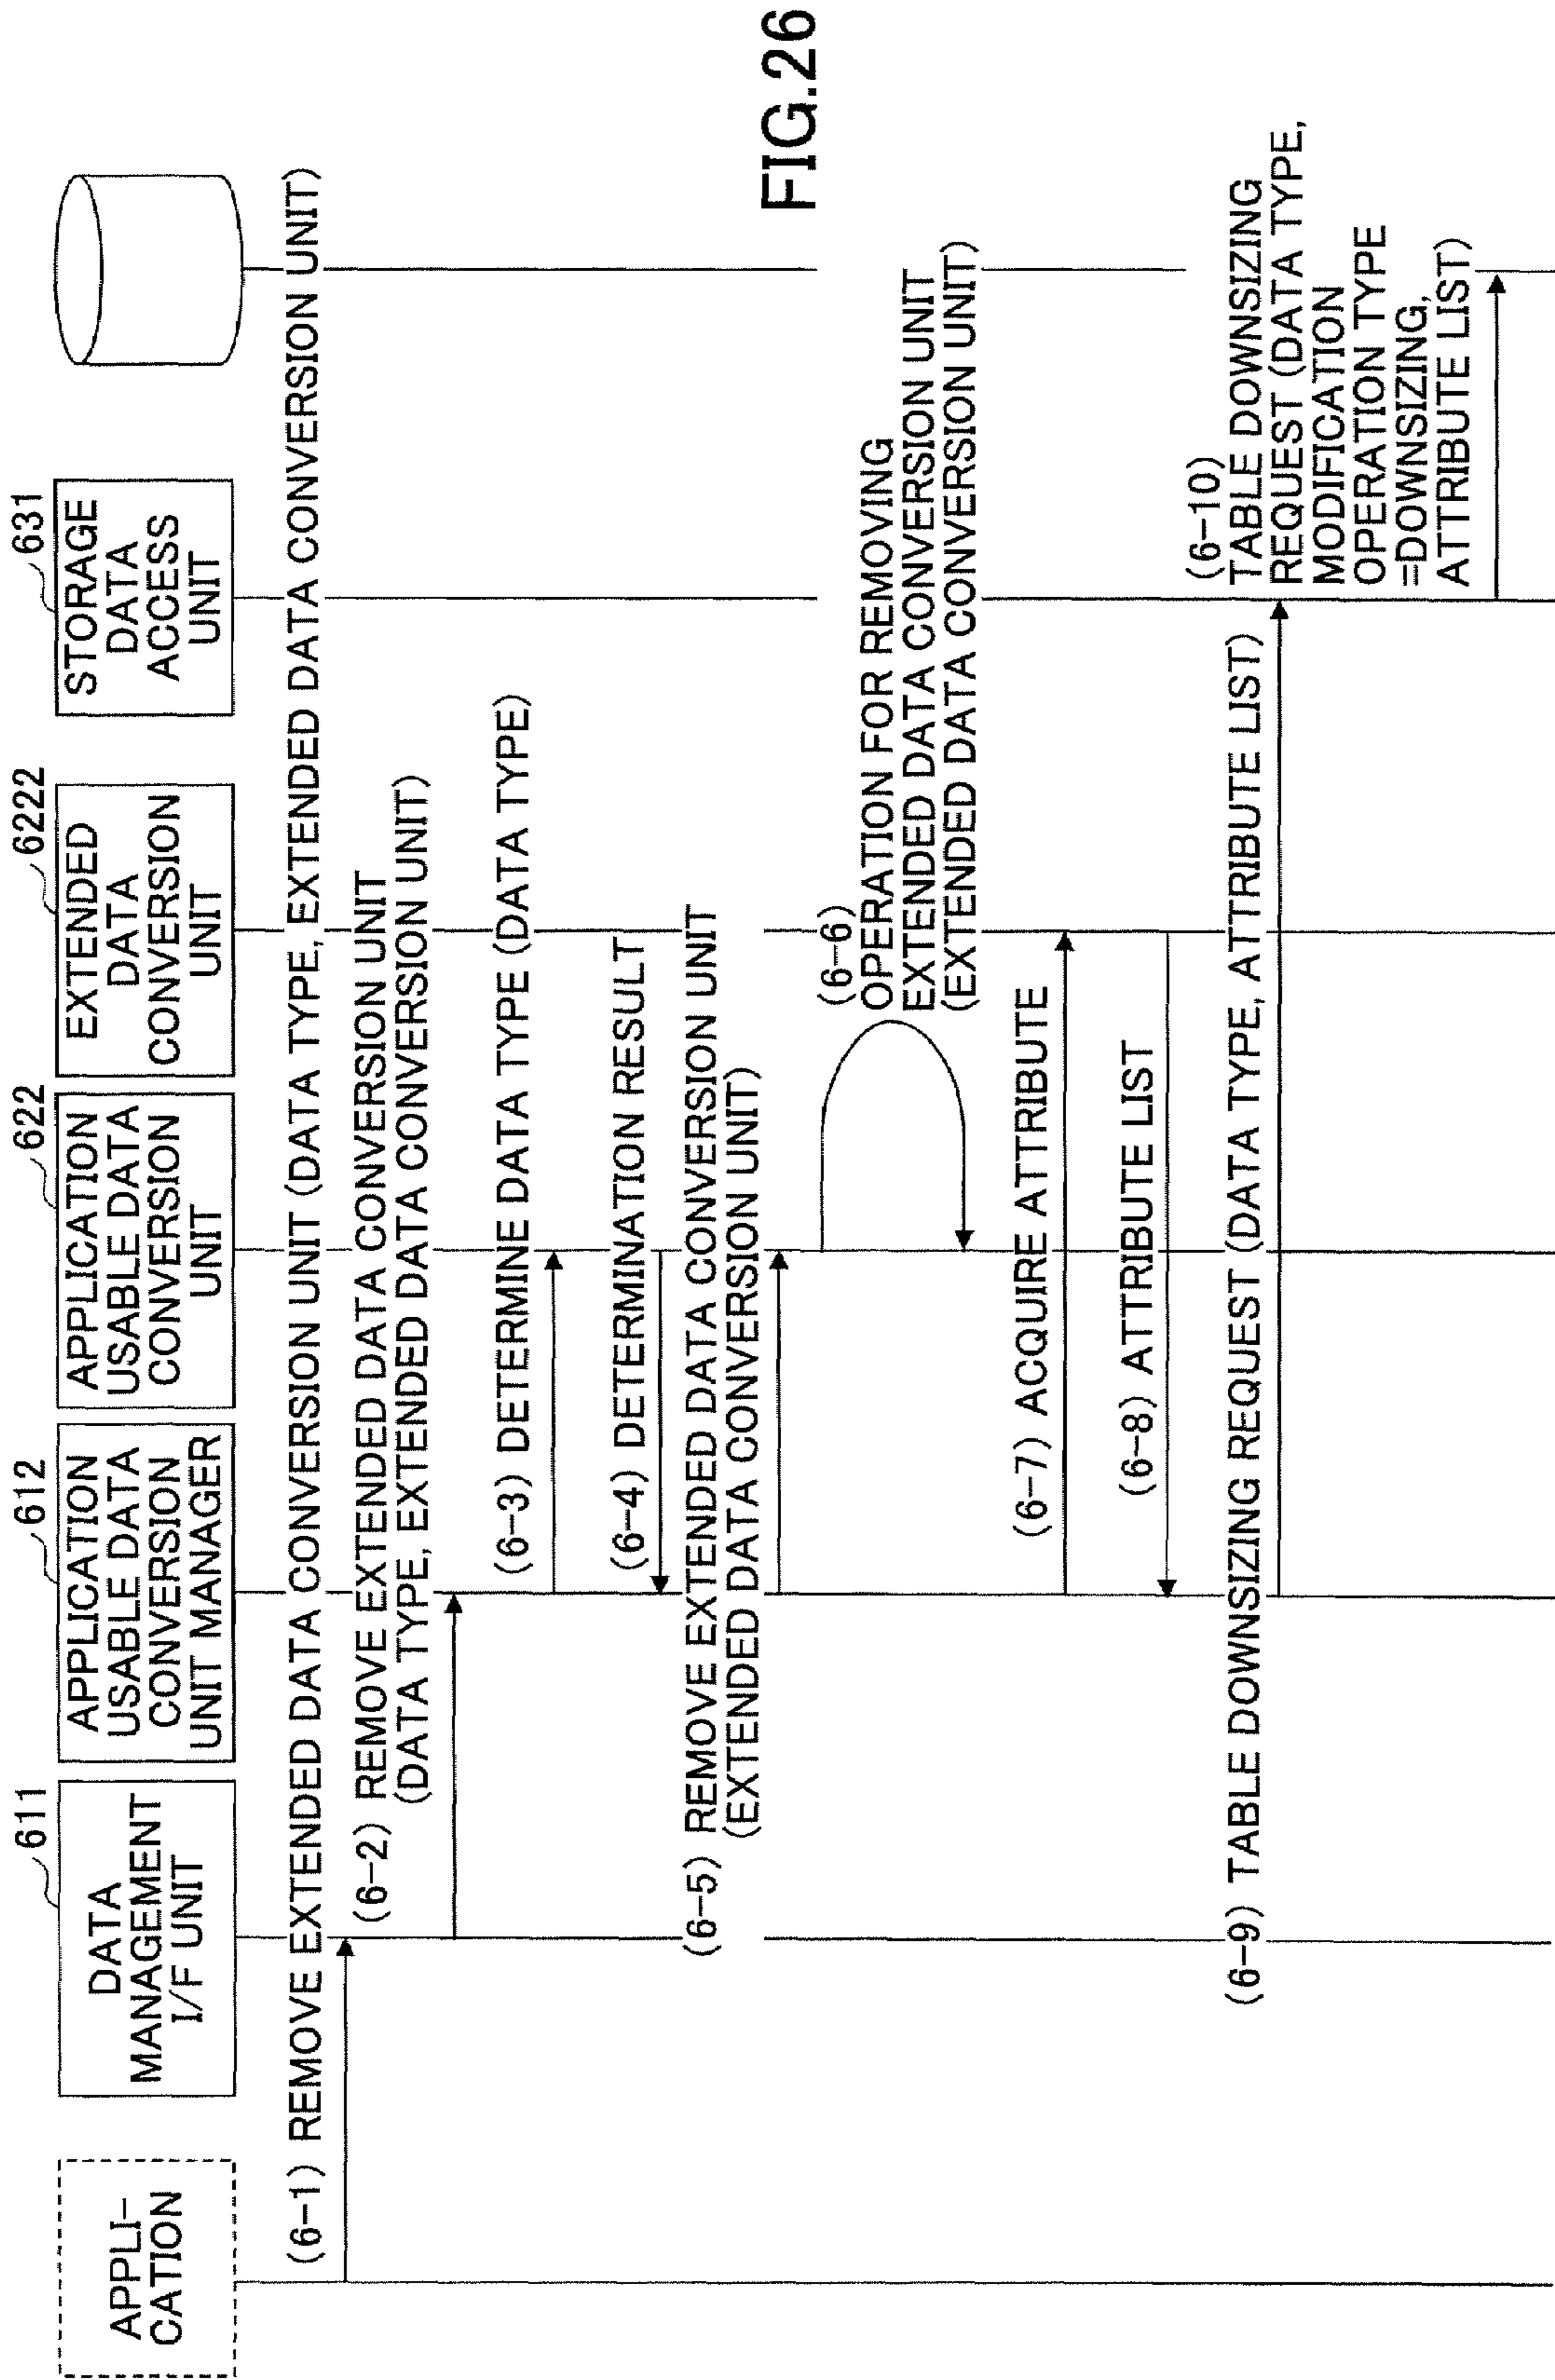 APPLI-
CATION
611
DATA
MANAGEMENT
I/F UNIT
612
APPLICATION
USABLE DATA
CONVERSION
UNIT MANAGER
622
APPLICATION
USABLE DATA
CONVERSION
UNIT
6222
EXTENDED
DATA
CONVERSION
UNIT
631
STORAGE
DATA
ACCESS
UNIT
(6-1) REMOVE EXTENDED DATA CONVERSION UNIT (DATA TYPE, EXTENDED DATA CONVERSION UNIT)
(6-2) REMOVE EXTENDED DATA CONVERSION UNIT
(DATA TYPE, EXTENDED DATA CONVERSION UNIT)
(6-3) DETERMINE DATA TYPE (DATA TYPE)
(6-4) DETERMINATION RESULT
(6-5) REMOVE EXTENDED DATA CONVERSION UNIT
(EXTENDED DATA CONVERSION UNIT)
(6-6)
OPERATION FOR REMOVING
EXTENDED DATA CONVERSION UNIT
(EXTENDED DATA CONVERSION UNIT)
(6-7) ACQUIRE ATTRIBUTE
(6-8) ATTRIBUTE LIST
(6-9) TABLE DOWNSIZING REQUEST (DATA TYPE, ATTRIBUTE LIST)
(6-10)
TABLE DOWNSIZING
REQUEST (DATA TYPE,
MODIFICATION
OPERATION TYPE
=DOWNSIZING,
ATTRIBUTE LIST)
FIG.26